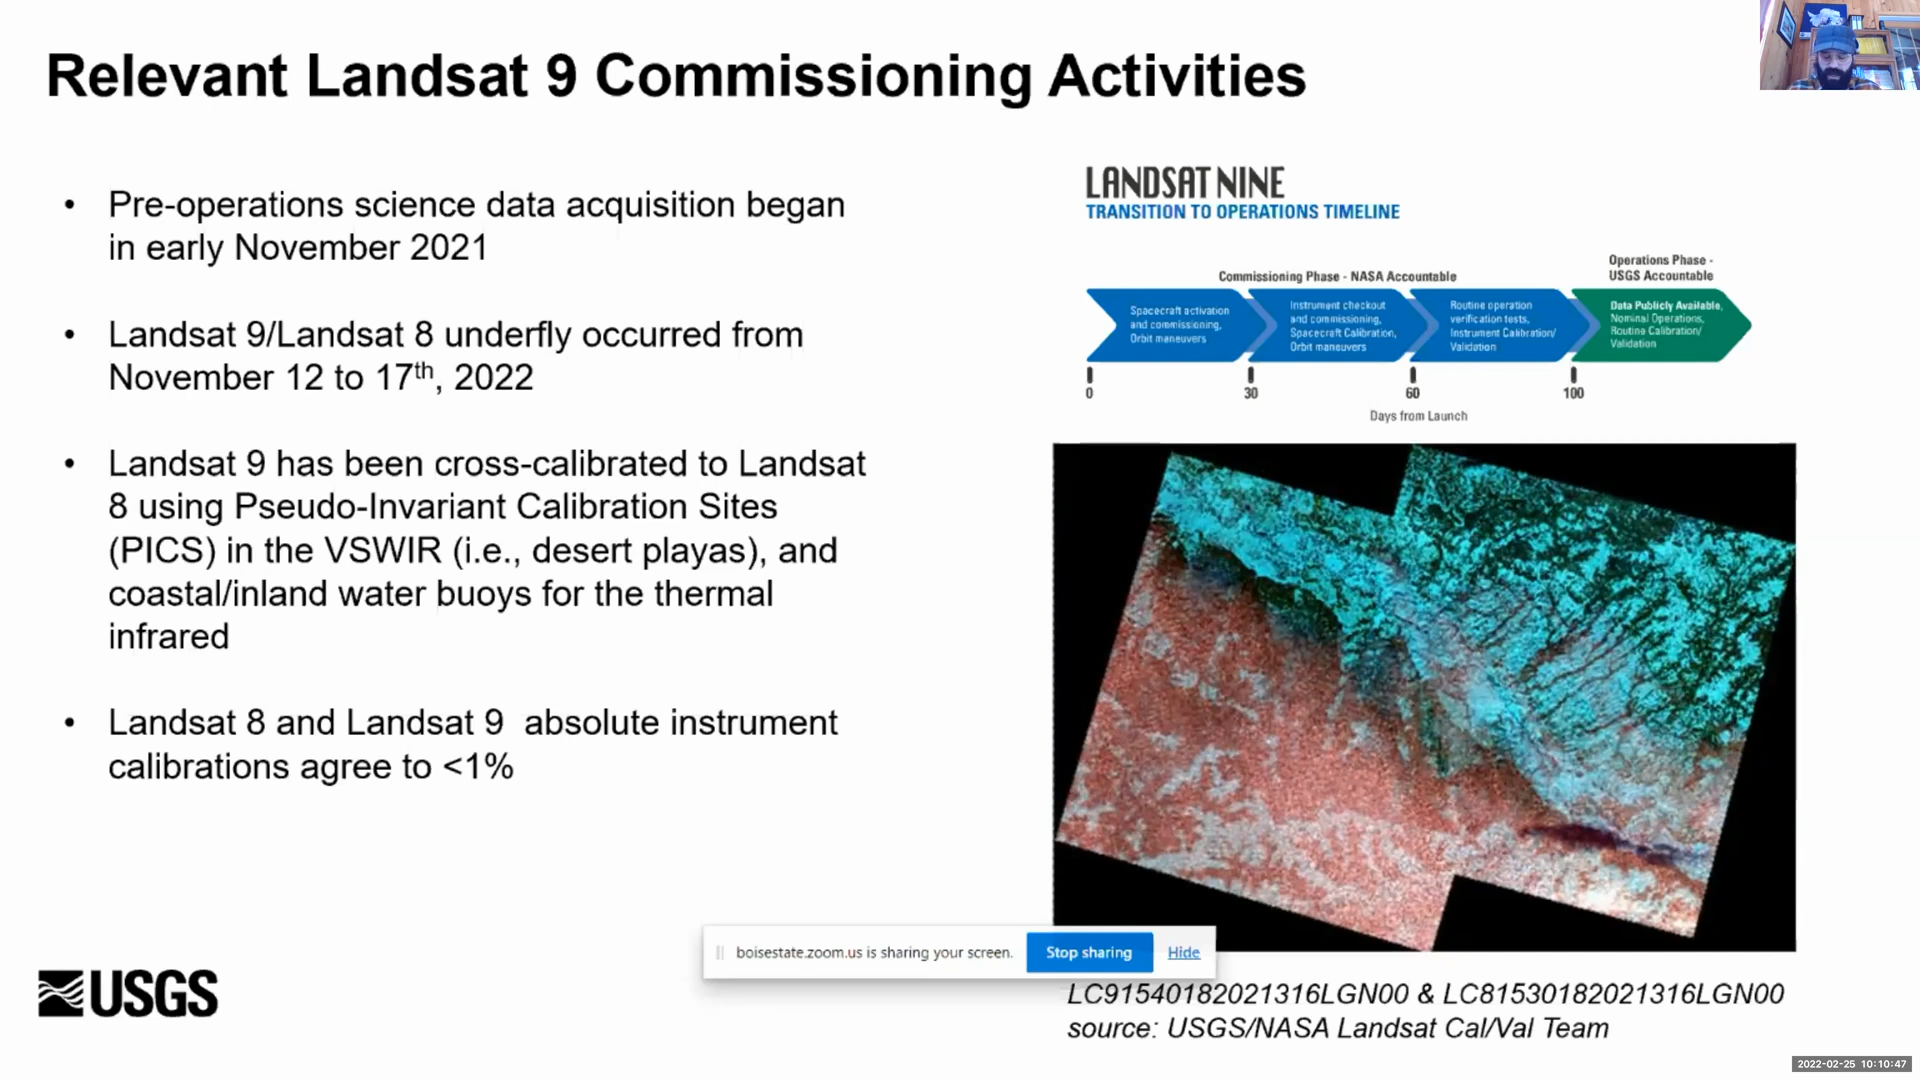 Relevant Landsat 9 Commissioning Activities
• Pre-operations science data acquisition began
in early November 2021
• Landsat 9/Landsat 8 underfly occurred from
November 12 to 17th, 2022
• Landsat 9 has been cross-calibrated to Landsat
8 using Pseudo-Invariant Calibration Sites
(PICS) in the VSWIR (i.e., desert playas), and
coastal/inland water buoys for the thermal
infrared
• Landsat 8 and Landsat 9  absolute instrument
calibrations agree to <1%
LANDSAT NINE
TRANSITION TO OPERATIONS TIMELINE
Commissioning Phase - NASA Accountable
Operations Phase -
USGS Accountable
Spacecraft activation
and commissioning,
Orbit maneuvers
Instrument checkout
and commissioning,
Spacecraft Calibration,
Orbit maneuvers
Routine operation
verification tests,
Instrument Calibration/
Validation
Data Publicly Available,
Nominal Operations,
Routine Calibration/
Validation
0 30 60 100
Days from Launch
boisestate.zoom.us is sharing your screen. Stop sharing Hide
LC91540182021316LGN00 & LC81530182021316LGN00
source: USGS/NASA Landsat Cal/Val Team
USGS
2022-02-25 10:10:47